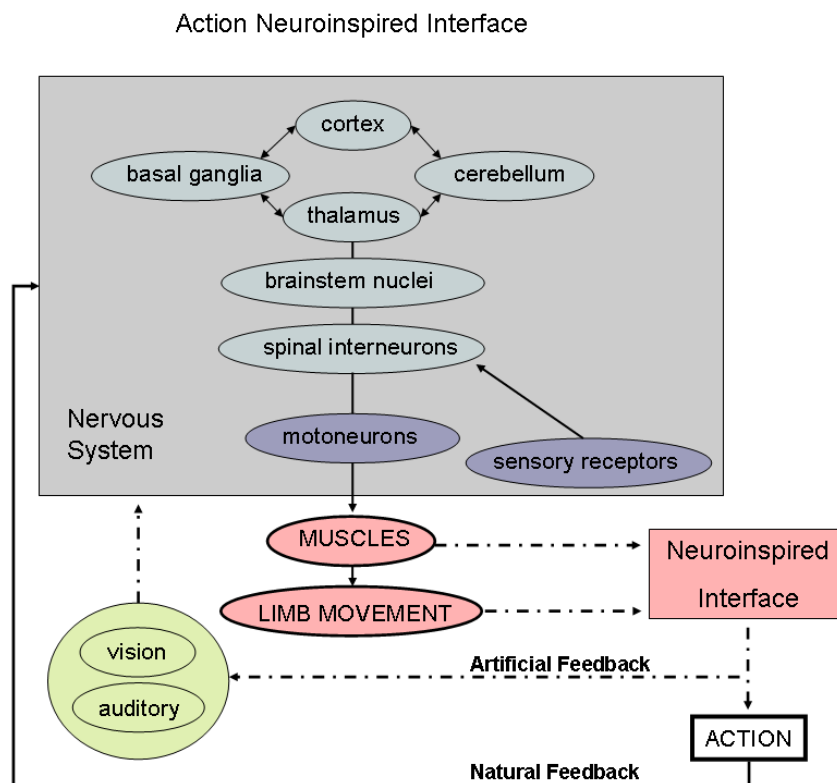 Action Neuroinspired Interface
cortex
basal ganglia
cerebellum
thalamus
brainstem nuclei
spinal interneurons
Nervous
System
motoneurons
sensory receptors
MUSCLES
Neuroinspired
Interface
LIMB MOVEMENT
vision
auditory
Artificial Feedback
ACTION
Natural Feedback